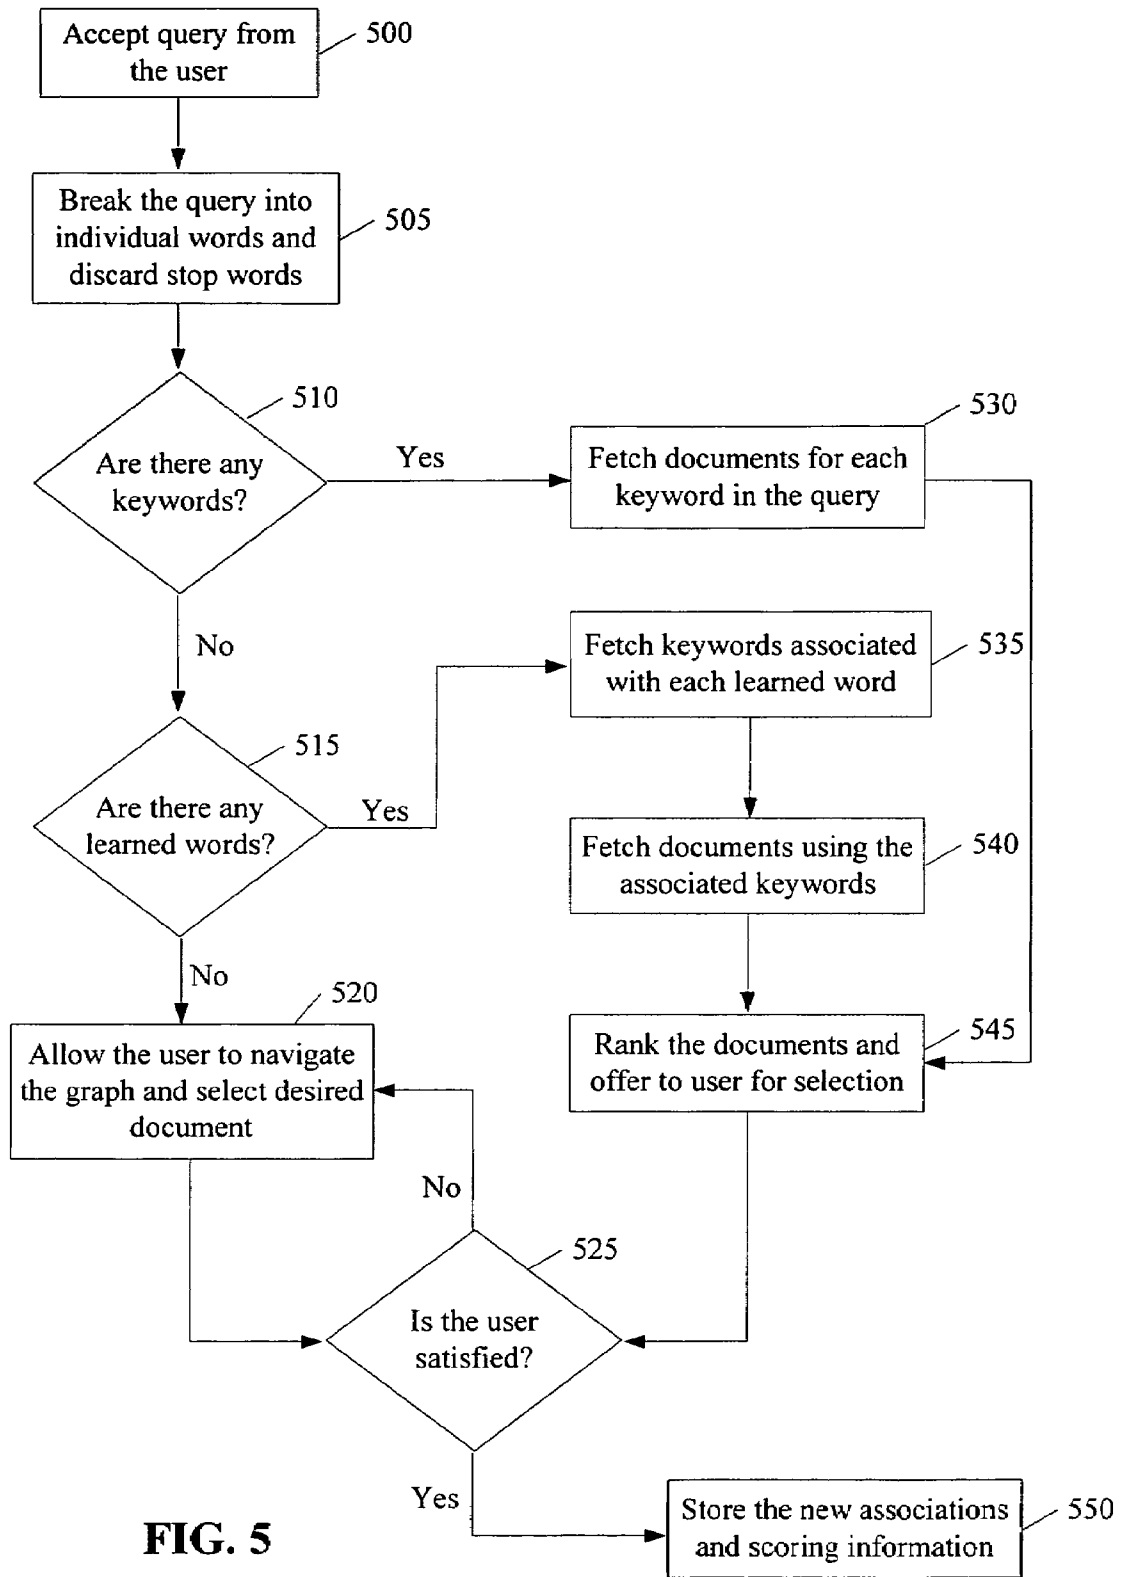 Accept query from
the user
500
Break the query into
individual words and
discard stop words
505
510
Are there any
keywords?
Yes
530
Fetch documents for each
keyword in the query
No
Fetch keywords associated
with each learned word
535
515
Are there any
learned words?
Yes
Fetch documents using the
associated keywords
540
No
520
Allow the user to navigate
the graph and select desired
document
Rank the documents and
offer to user for selection
545
No
525
Is the user
satisfied?
Yes
Store the new associations
and scoring information
550
FIG. 5